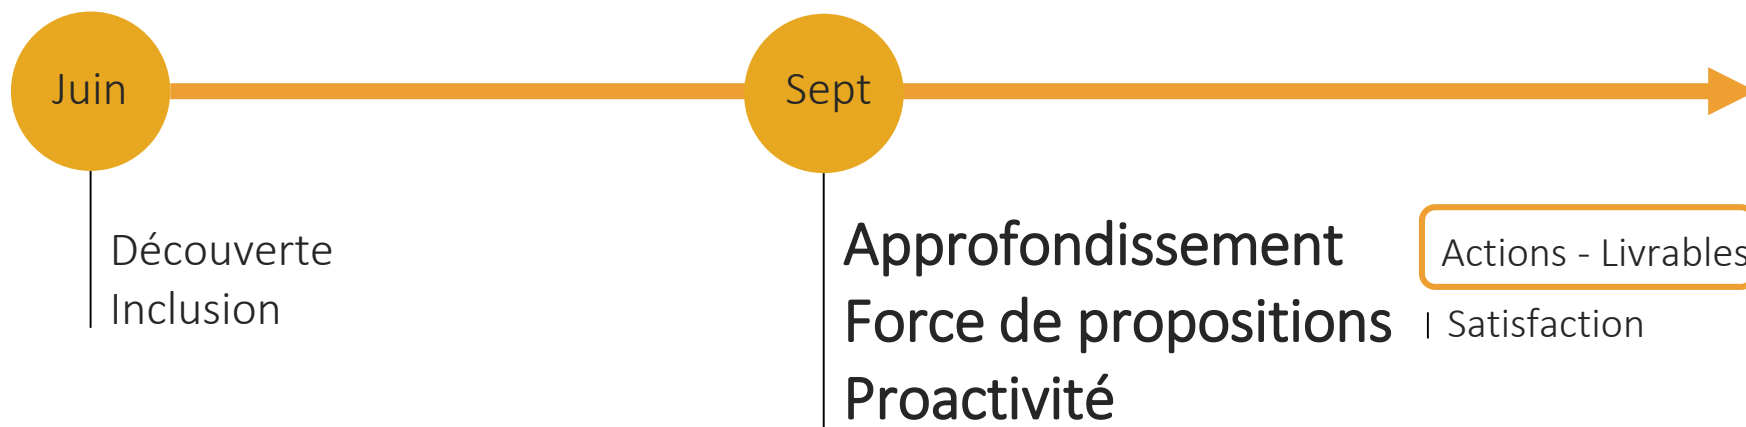 Juin
Sept
Découverte
Inclusion
Approfondissement
Force de propositions
Proactivité
Actions - Livrables
Satisfaction